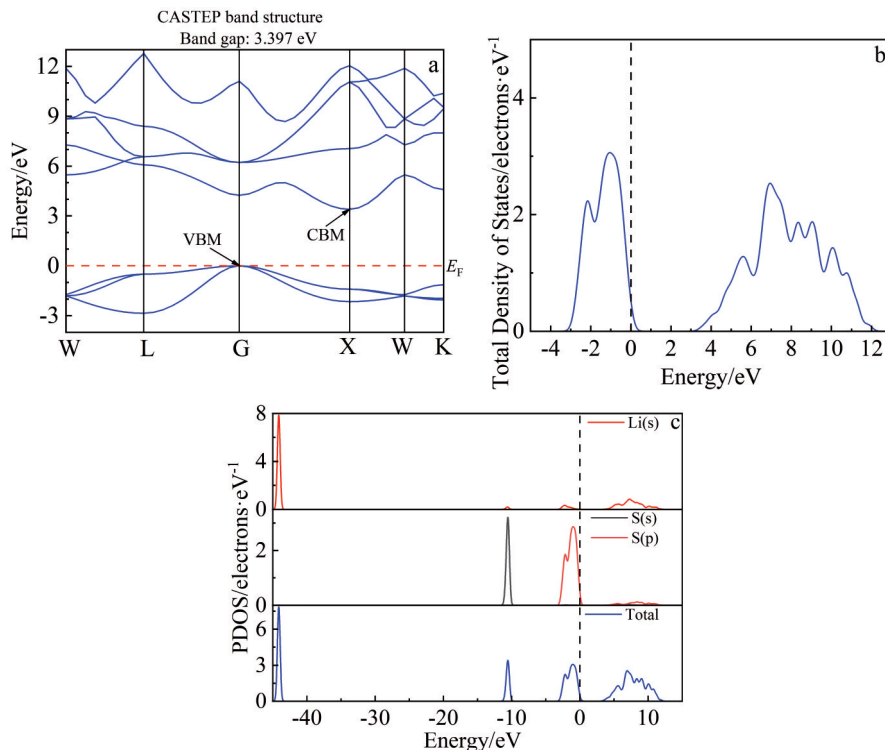 CASTEP band structure
Band gap: 3.397 eV
a
12
9
6
3
0
-3
Energy/eV
VBM
CBM
E_F
W L G X W K
b
4
2
0
Total Density of States/electrons·eV⁻¹
-4 -2 0 2 4 6 8 10 12
Energy/eV
c
8
4
0
Li(s)
2
0
S(s)
S(p)
6
3
0
Total
PDOS/electrons·eV⁻¹
-40 -30 -20 -10 0 10
Energy/eV